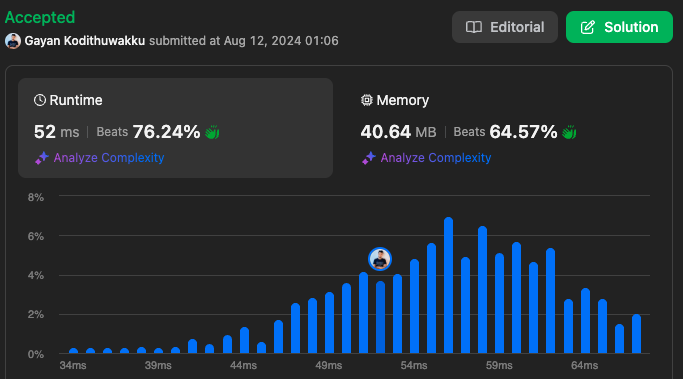 Accepted
Gayan Kodithuwakku submitted at Aug 12, 2024 01:06
Editorial
Solution
Runtime
52 ms | Beats 76.24%
Analyze Complexity
Memory
40.64 MB | Beats 64.57%
Analyze Complexity
8%
6%
4%
2%
0%
34ms 39ms 44ms 49ms 54ms 59ms 64ms